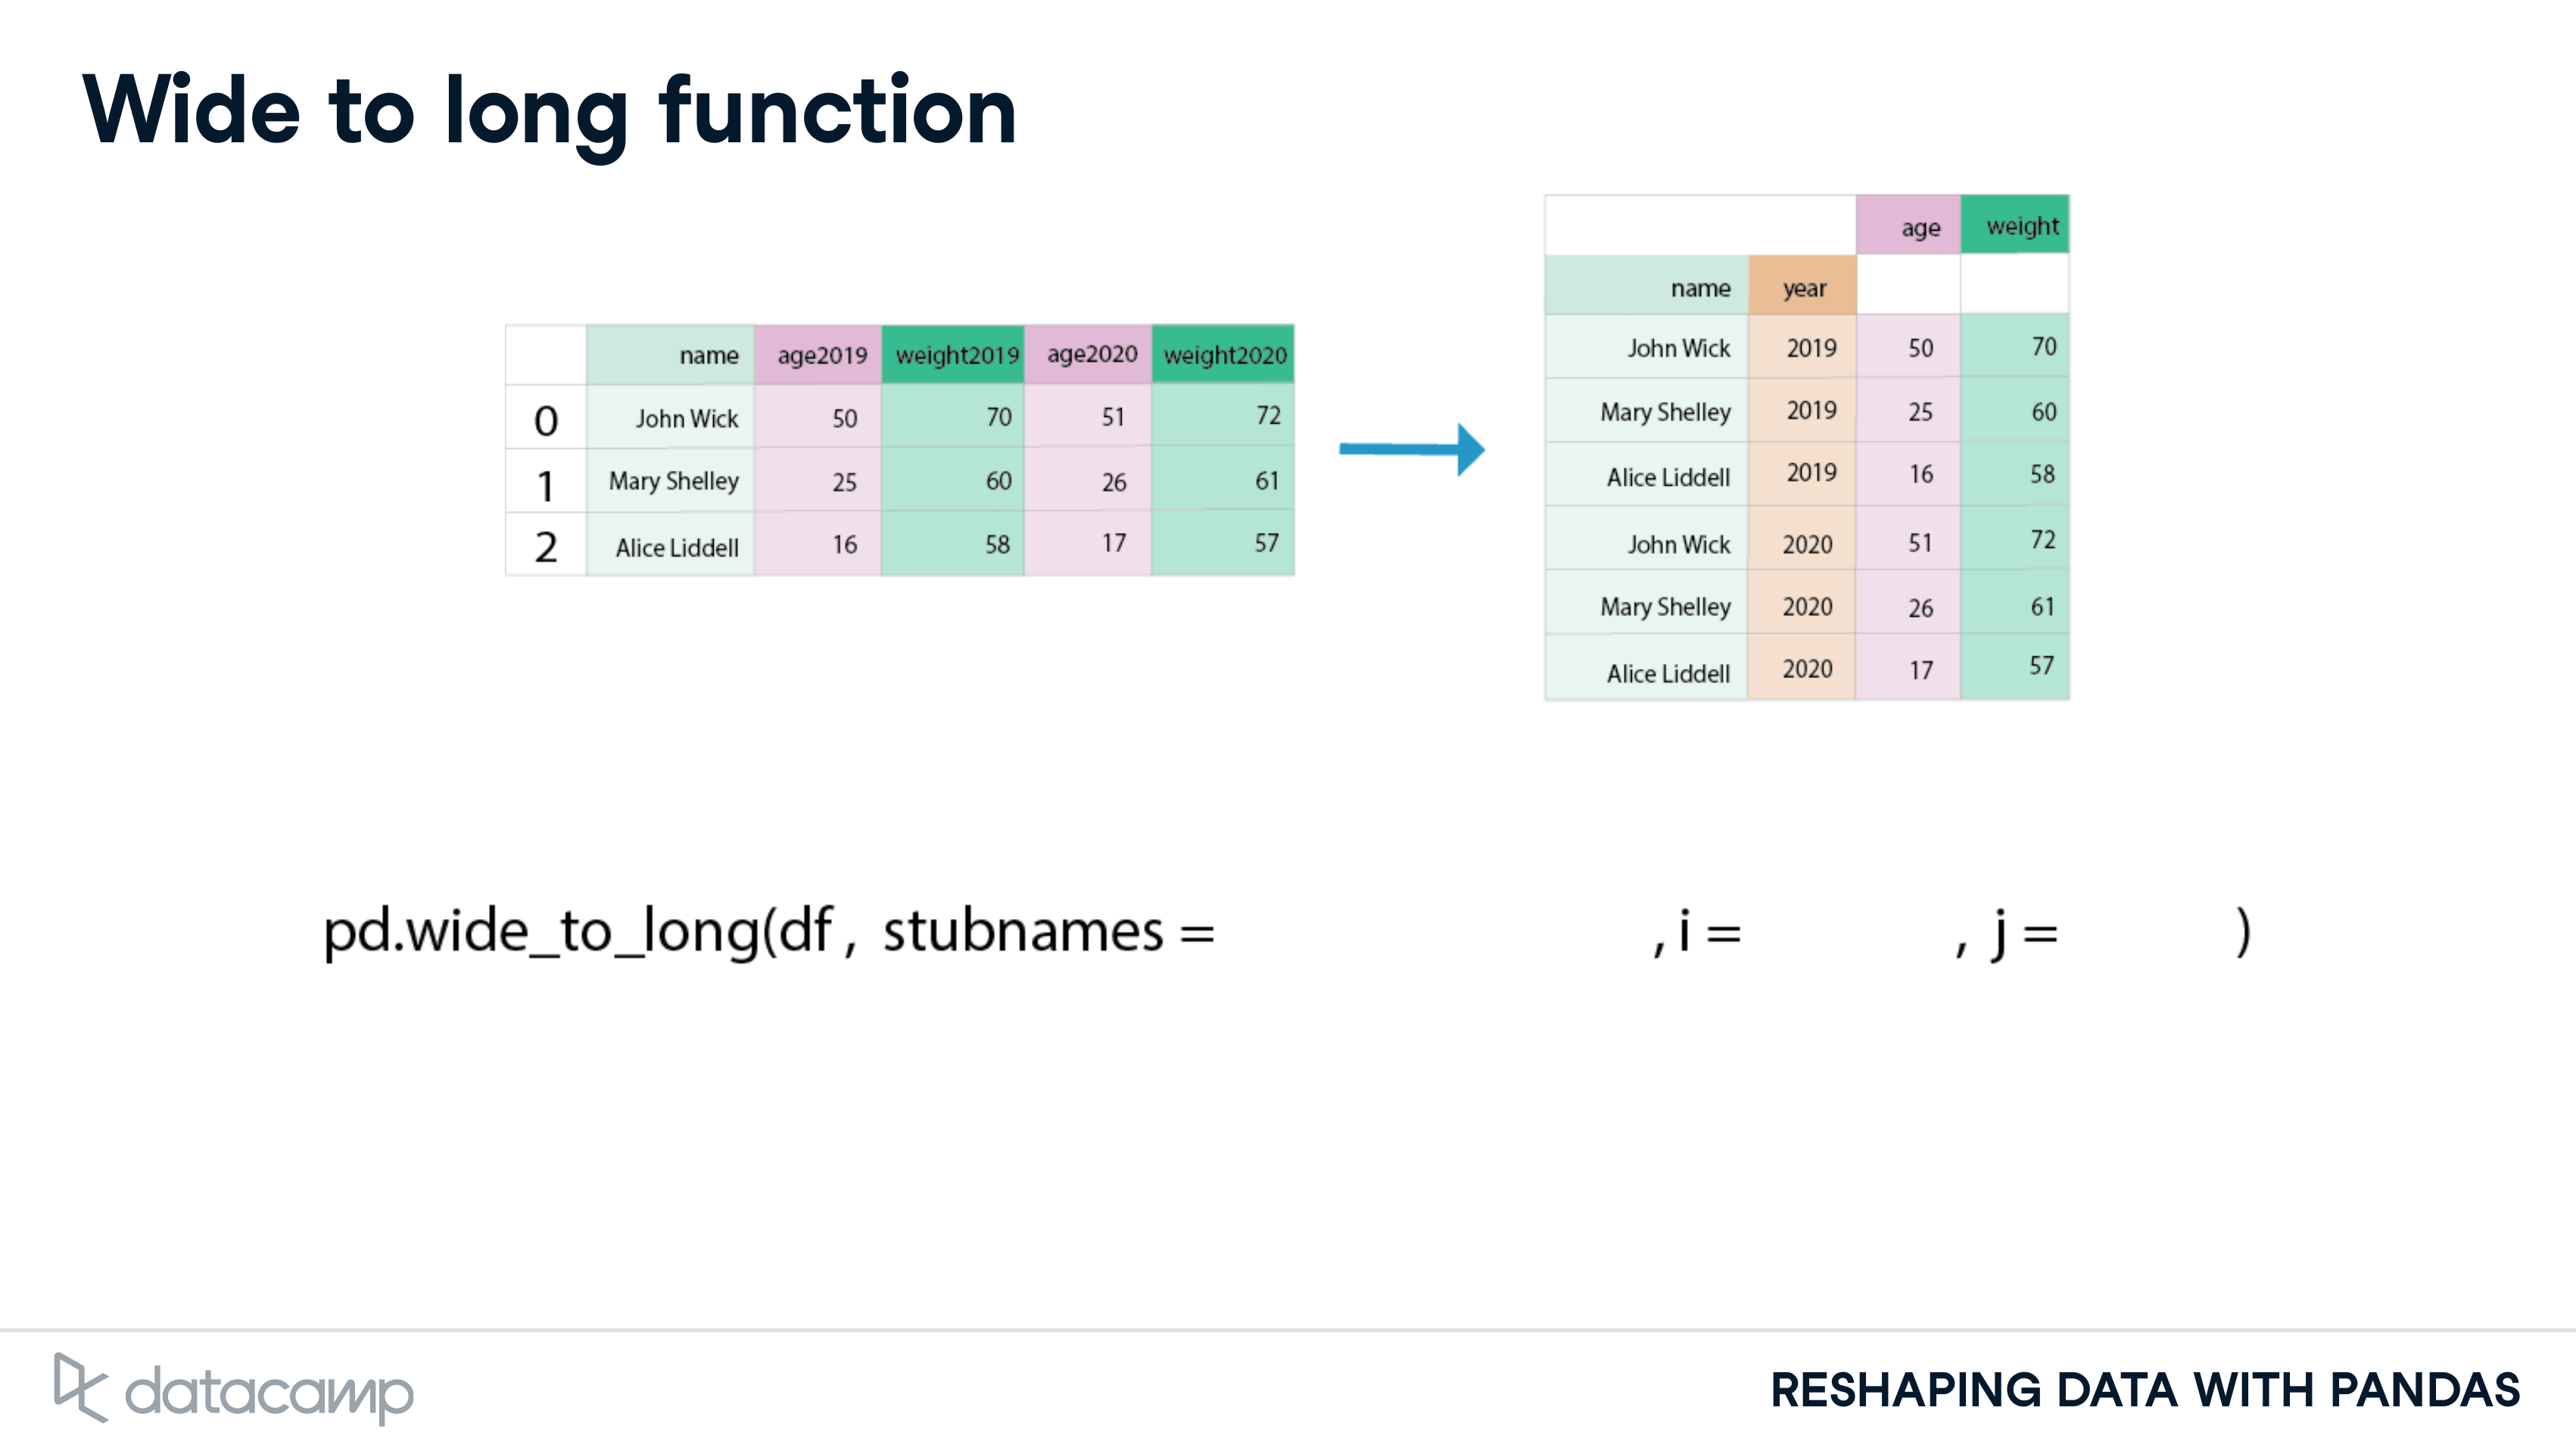 Wide to long function
name age2019 weight2019 age2020 weight2020
0 John Wick 50 70 51 72
1 Mary Shelley 25 60 26 61
2 Alice Liddell 16 58 17 57
age weight
name year
John Wick 2019 50 70
Mary Shelley 2019 25 60
Alice Liddell 2019 16 58
John Wick 2020 51 72
Mary Shelley 2020 26 61
Alice Liddell 2020 17 57
pd.wide_to_long(df, stubnames = , i = , j = )
datacamp
RESHAPING DATA WITH PANDAS